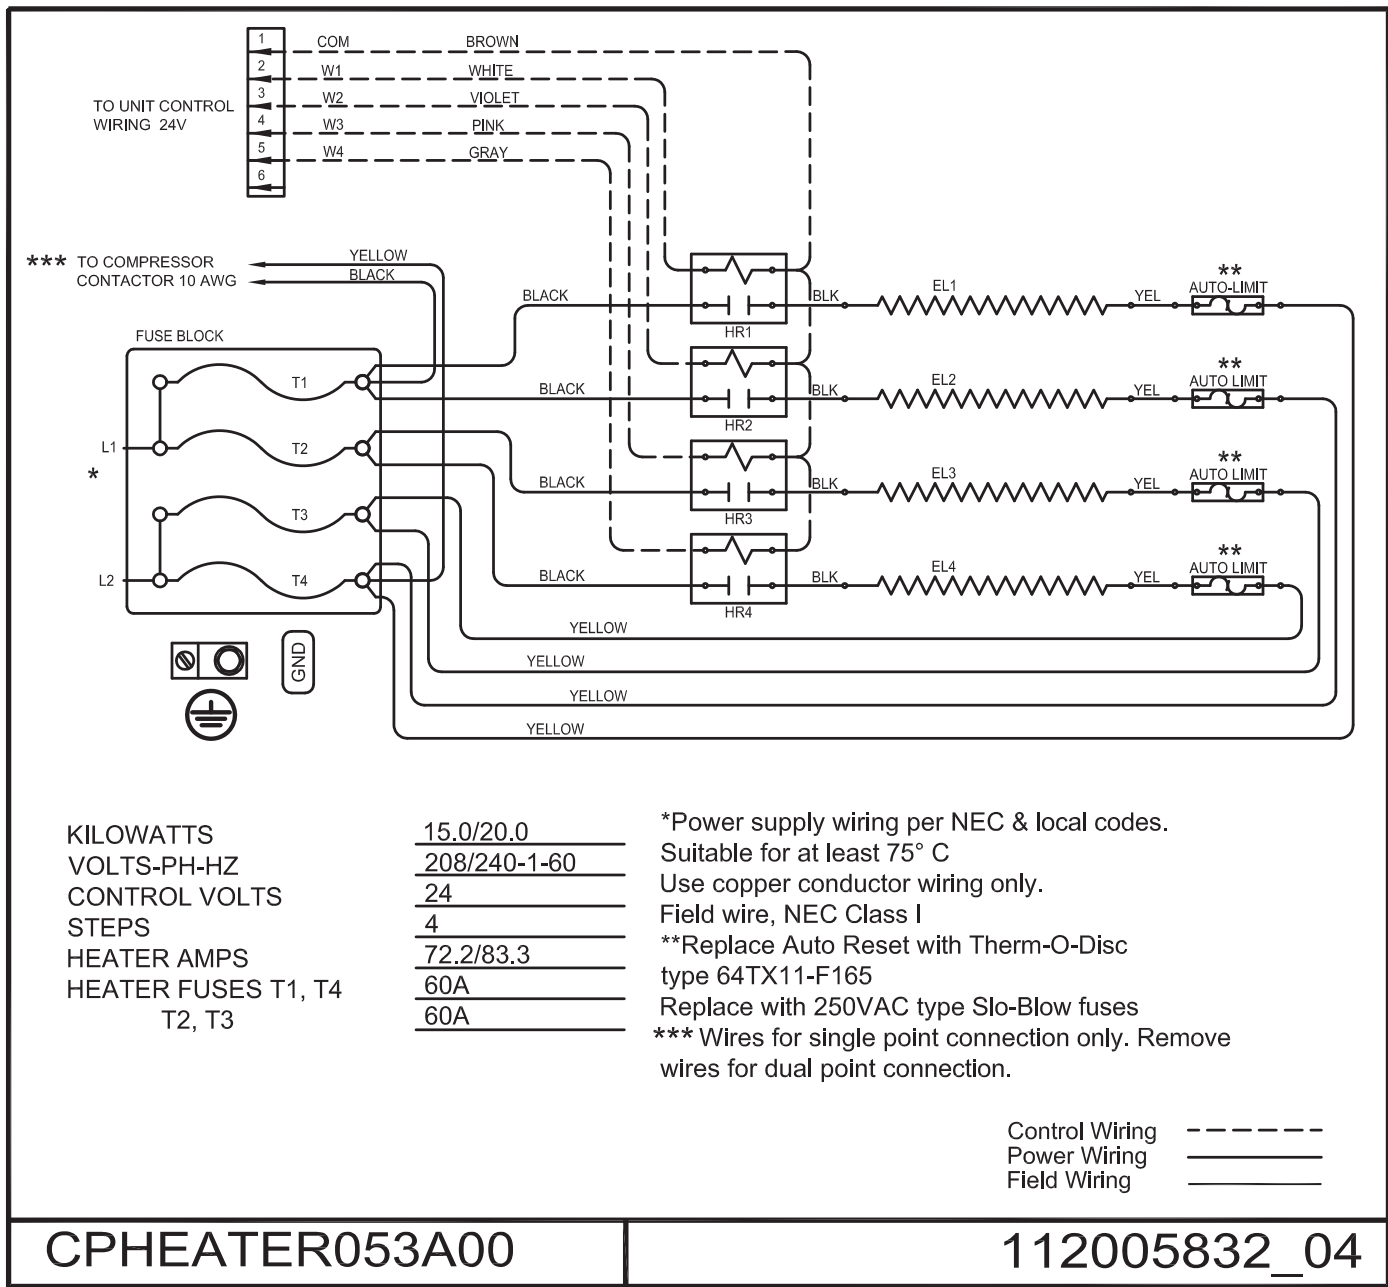 1 COM BROWN
2 W1 WHITE
3 W2 VIOLET
4 W3 PINK
5 W4 GRAY
6
TO UNIT CONTROL
WIRING 24V
*** TO COMPRESSOR
CONTACTOR 10 AWG
YELLOW
BLACK
FUSE BLOCK
T1
L1 T2
*
T3
L2 T4
GND
BLACK HR1 BLK EL1 YEL
**
AUTO-LIMIT
BLACK HR2 BLK EL2 YEL
**
AUTO LIMIT
BLACK HR3 BLK EL3 YEL
**
AUTO LIMIT
BLACK HR4 BLK EL4 YEL
**
AUTO LIMIT
YELLOW
YELLOW
YELLOW
YELLOW
KILOWATTS 15.0/20.0
VOLTS-PH-HZ 208/240-1-60
CONTROL VOLTS 24
STEPS 4
HEATER AMPS 72.2/83.3
HEATER FUSES T1, T4 60A
T2, T3 60A
*Power supply wiring per NEC & local codes.
Suitable for at least 75° C
Use copper conductor wiring only.
Field wire, NEC Class I
**Replace Auto Reset with Therm-O-Disc
type 64TX11-F165
Replace with 250VAC type Slo-Blow fuses
*** Wires for single point connection only. Remove
wires for dual point connection.
Control Wiring
Power Wiring
Field Wiring
CPHEATER053A00
112005832_04